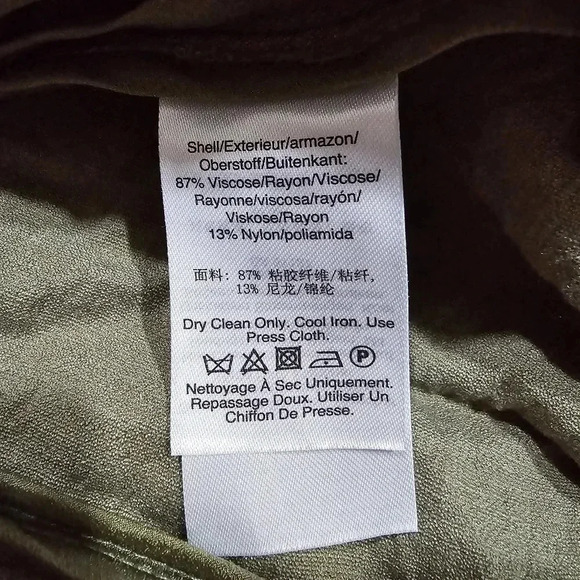 Shell/Exterieur/armazon/
Oberstoff/Buitenkant:
87% Viscose/Rayon/Viscose/
Rayonne/viscosa/rayón/
Viskose/Rayon
13% Nylon/poliamida
面料: 87% 粘胶纤维/粘纤,
13% 尼龙/锦纶
Dry Clean Only. Cool Iron. Use
Press Cloth.
P
Nettoyage À Sec Uniquement.
Repassage Doux. Utiliser Un
Chiffon De Presse.